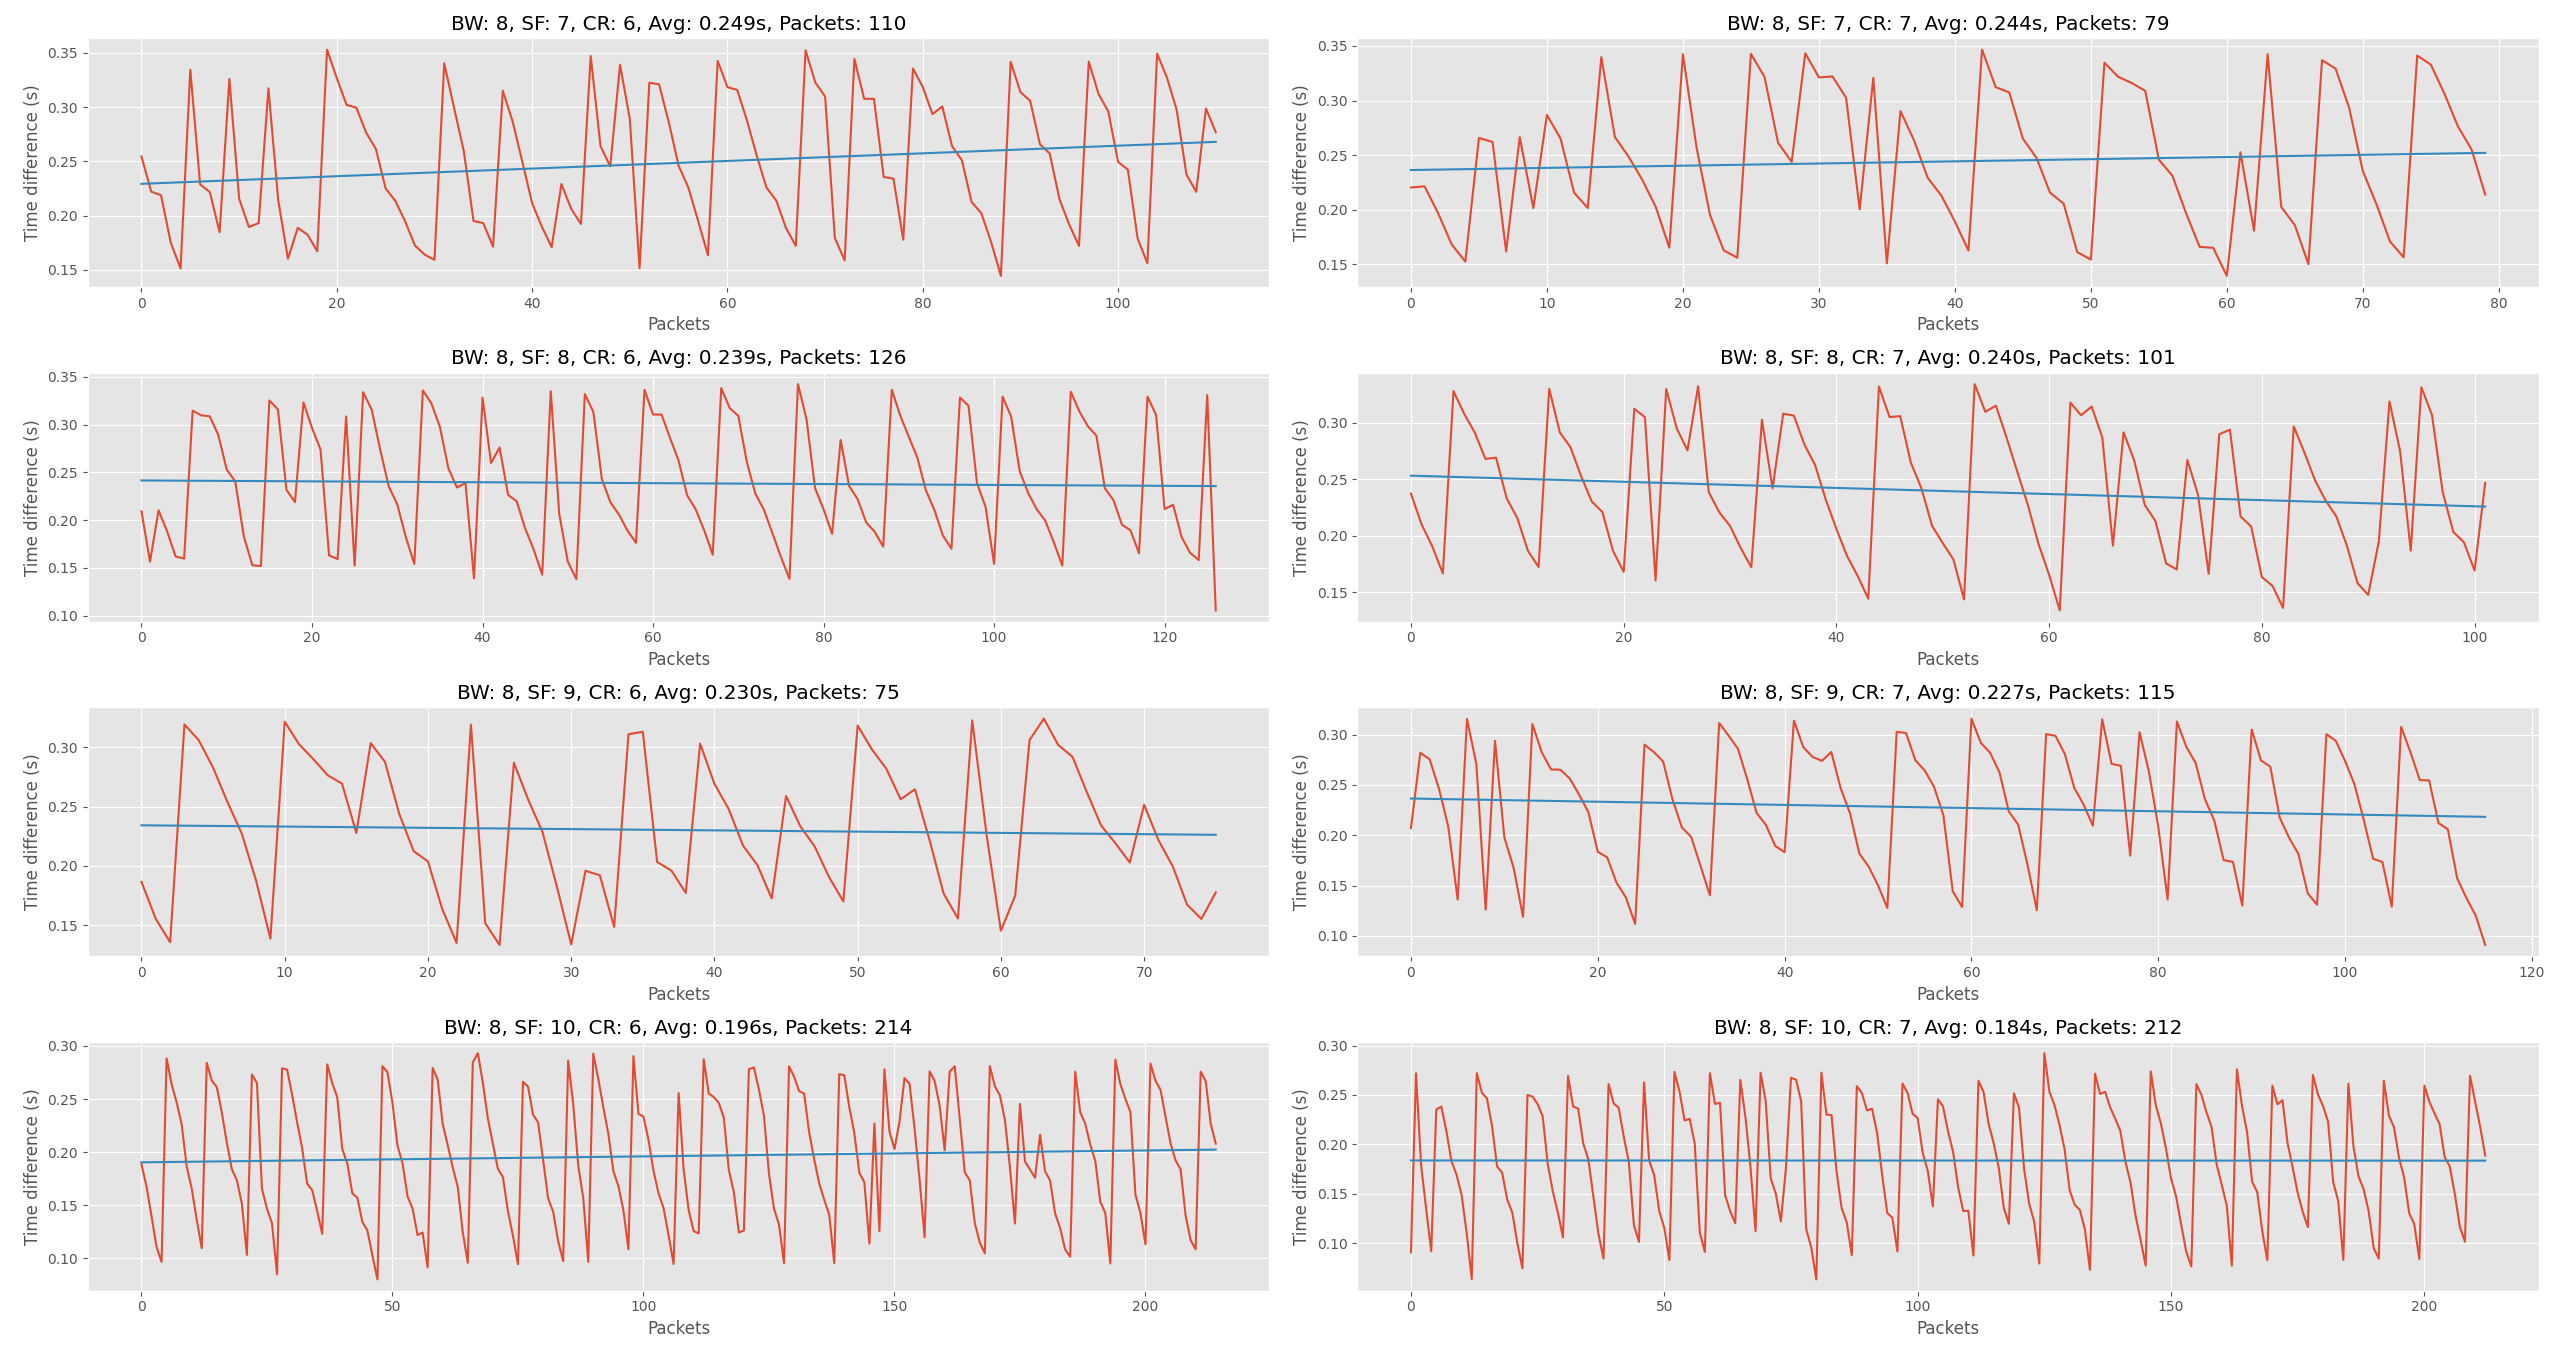 BW: 8, SF: 7, CR: 6, Avg: 0.249s, Packets: 110
Time difference (s)
0.35
0.30
0.25
0.20
0.15
0 20 40 60 80 100
Packets
BW: 8, SF: 7, CR: 7, Avg: 0.244s, Packets: 79
Time difference (s)
0.35
0.30
0.25
0.20
0.15
0 10 20 30 40 50 60 70 80
Packets
BW: 8, SF: 8, CR: 6, Avg: 0.239s, Packets: 126
Time difference (s)
0.35
0.30
0.25
0.20
0.15
0.10
0 20 40 60 80 100 120
Packets
BW: 8, SF: 8, CR: 7, Avg: 0.240s, Packets: 101
Time difference (s)
0.30
0.25
0.20
0.15
0 20 40 60 80 100
Packets
BW: 8, SF: 9, CR: 6, Avg: 0.230s, Packets: 75
Time difference (s)
0.30
0.25
0.20
0.15
0 10 20 30 40 50 60 70
Packets
BW: 8, SF: 9, CR: 7, Avg: 0.227s, Packets: 115
Time difference (s)
0.30
0.25
0.20
0.15
0.10
0 20 40 60 80 100 120
Packets
BW: 8, SF: 10, CR: 6, Avg: 0.196s, Packets: 214
Time difference (s)
0.30
0.25
0.20
0.15
0.10
0 50 100 150 200
Packets
BW: 8, SF: 10, CR: 7, Avg: 0.184s, Packets: 212
Time difference (s)
0.30
0.25
0.20
0.15
0.10
0 50 100 150 200
Packets